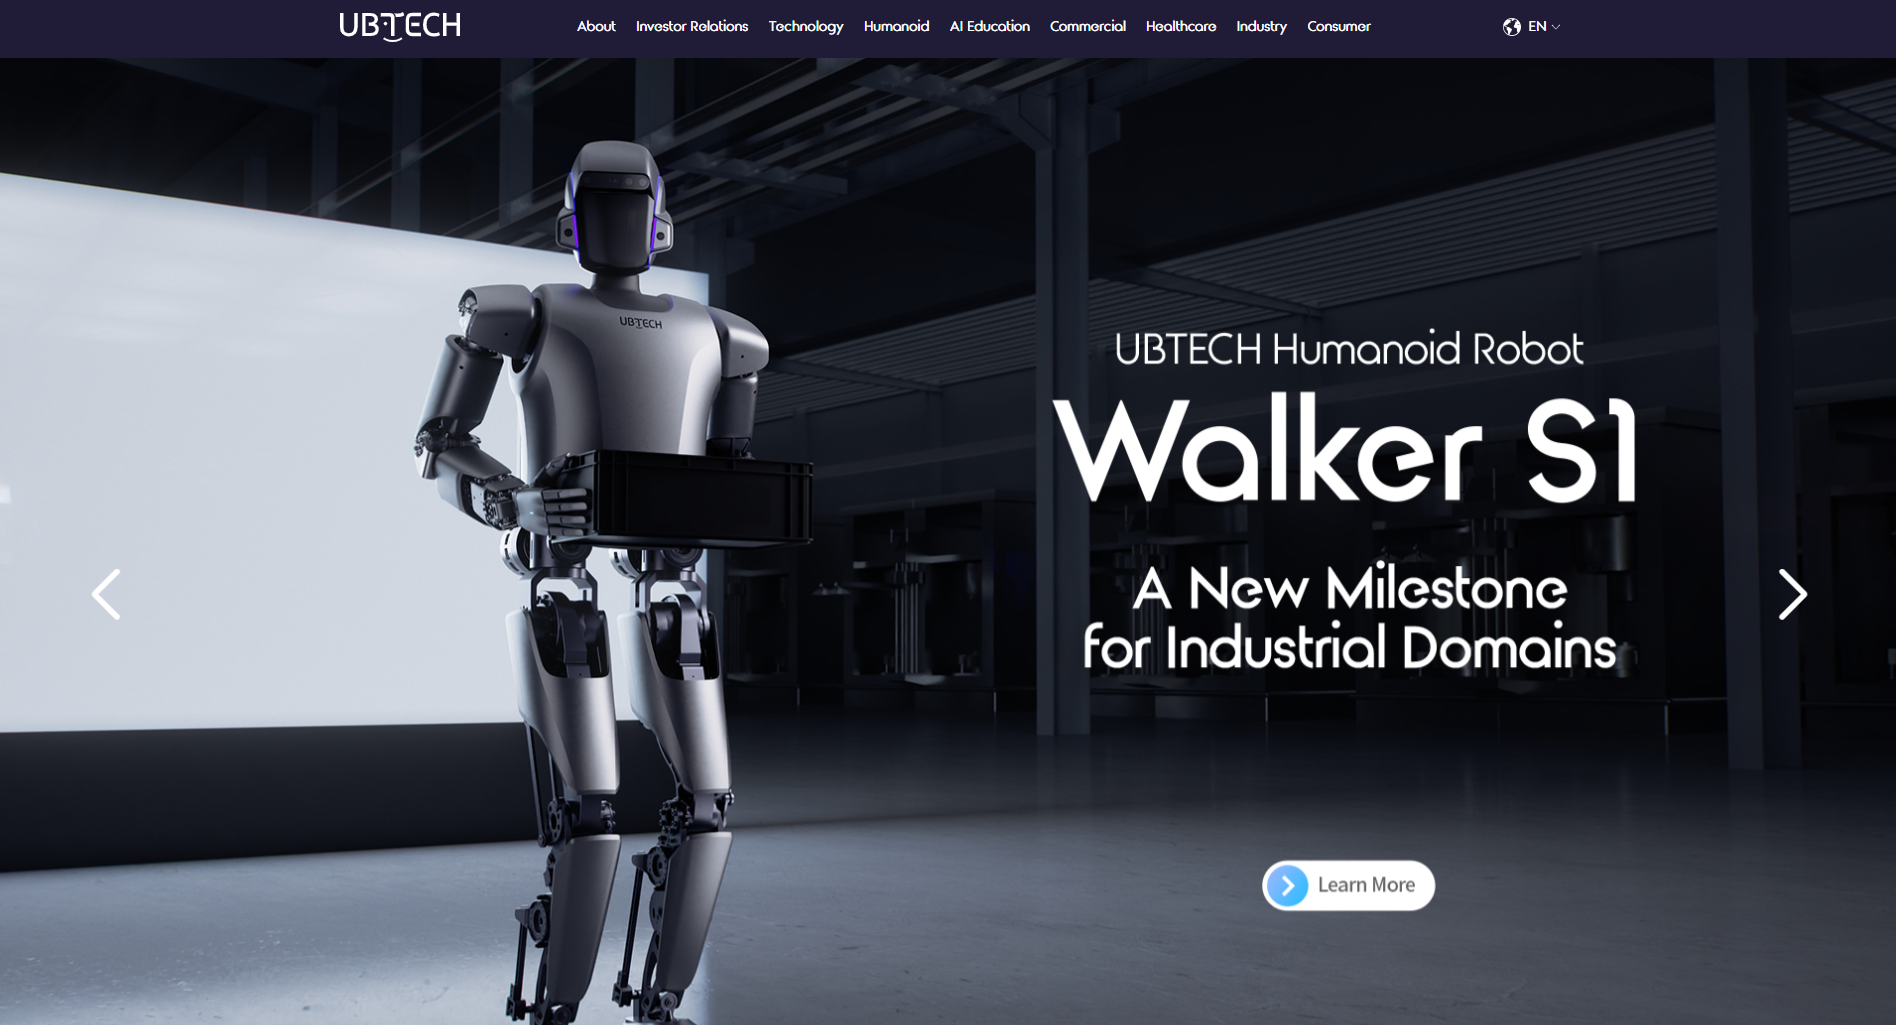 UBTECH
About Investor Relations Technology Humanoid AI Education Commercial Healthcare Industry Consumer
EN
UBTECH
UBTECH Humanoid Robot
Walker S1
A New Milestone
for Industrial Domains
Learn More